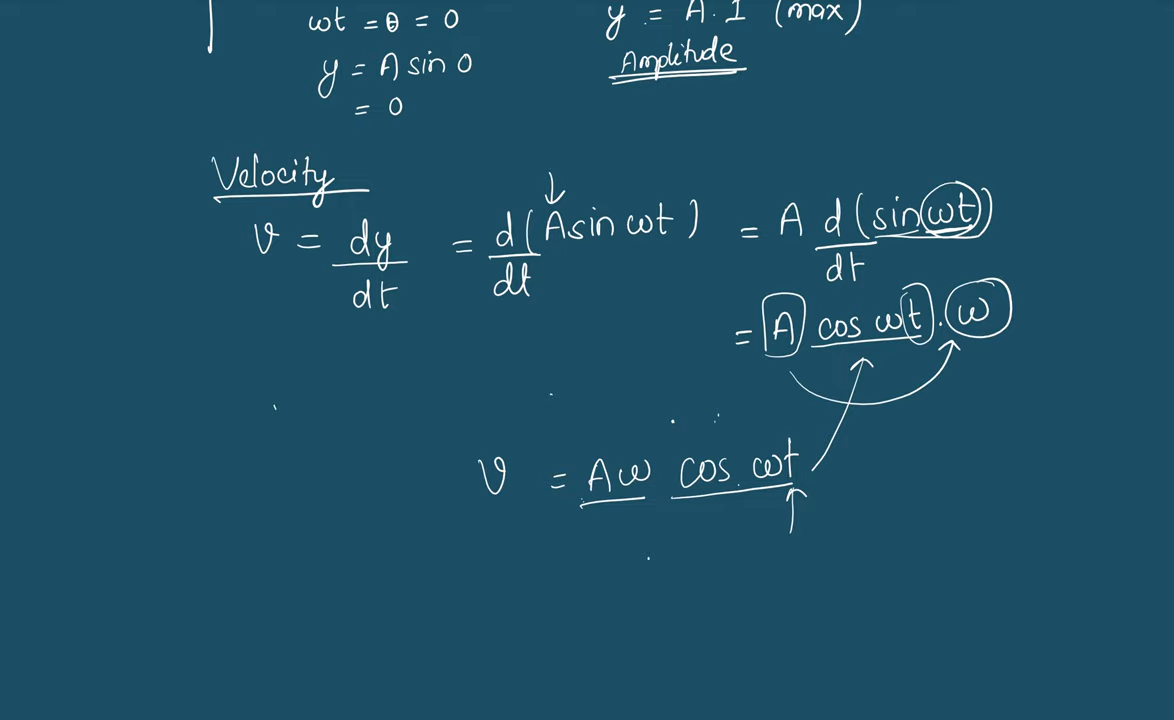 ωt = θ = 0
y = A sin 0
= 0
y = A . 1 (max)
Amplitude
Velocity
v = dy/dt = d/dt (A sin ωt) = A d/dt (sin(ωt))
= A cos ωt . ω
v = Aω cos ωt